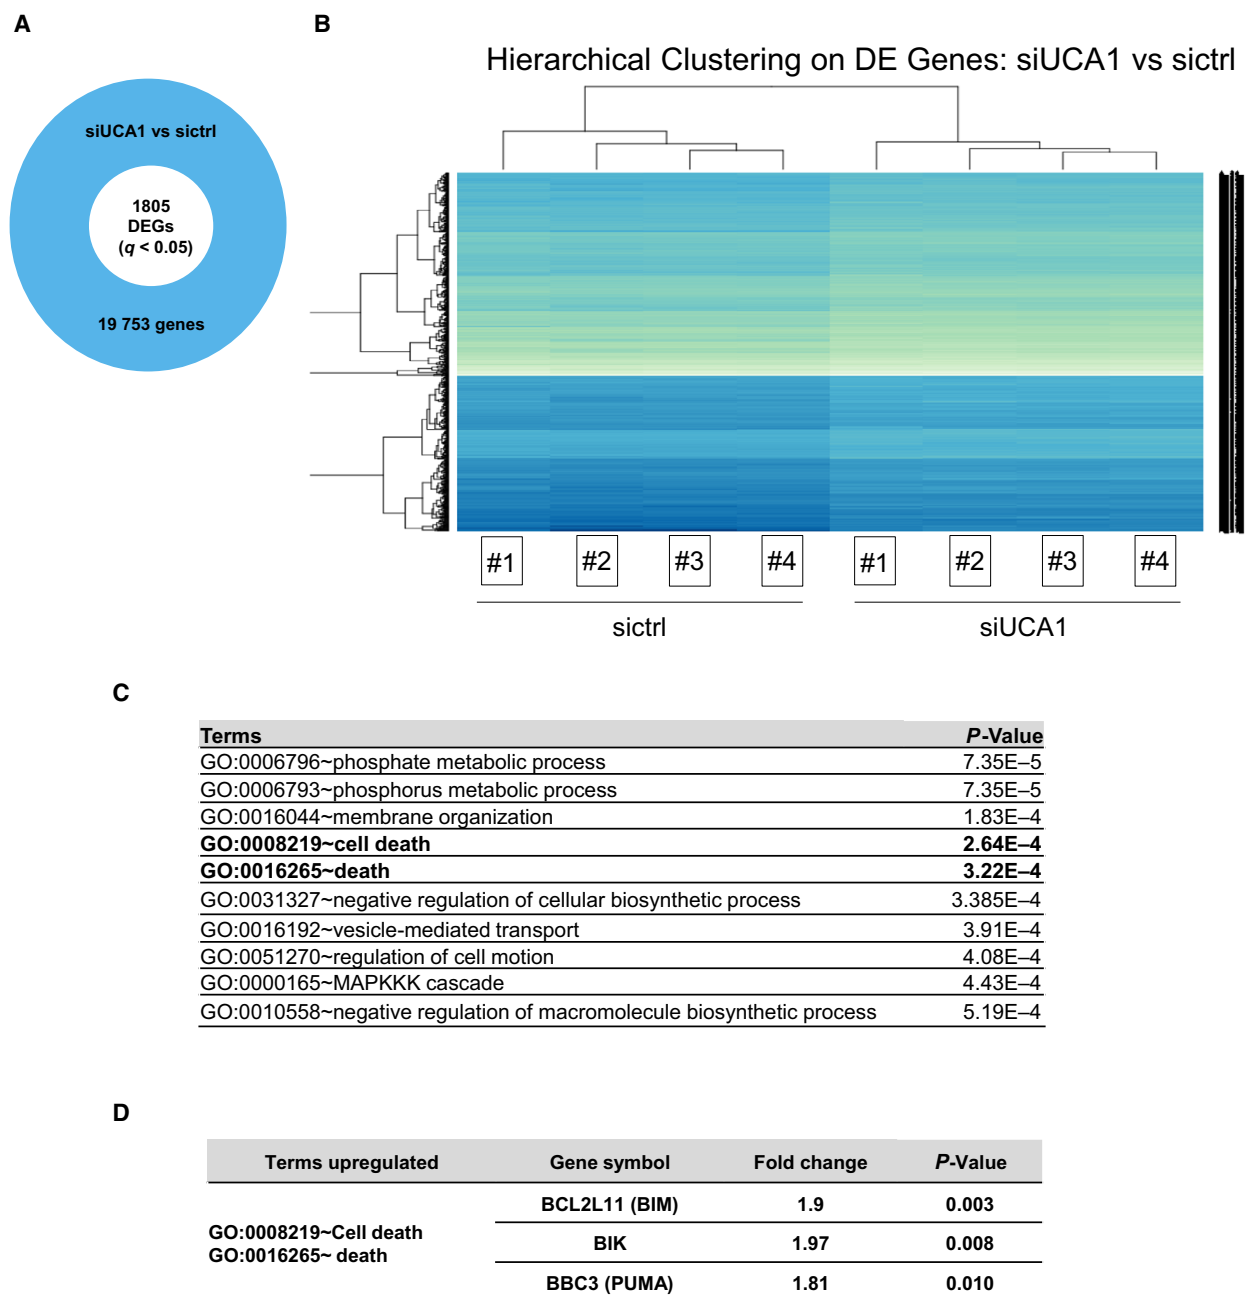 A
siUCA1 vs sictrl
1805
DEGs
(q < 0.05)
19 753 genes
B
Hierarchical Clustering on DE Genes: siUCA1 vs sictrl
#1 #2 #3 #4 #1 #2 #3 #4
sictrl siUCA1
C
Terms P-Value
GO:0006796~phosphate metabolic process 7.35E–5
GO:0006793~phosphorus metabolic process 7.35E–5
GO:0016044~membrane organization 1.83E–4
GO:0008219~cell death 2.64E–4
GO:0016265~death 3.22E–4
GO:0031327~negative regulation of cellular biosynthetic process 3.385E–4
GO:0016192~vesicle-mediated transport 3.91E–4
GO:0051270~regulation of cell motion 4.08E–4
GO:0000165~MAPKKK cascade 4.43E–4
GO:0010558~negative regulation of macromolecule biosynthetic process 5.19E–4
D
Terms upregulated Gene symbol Fold change P-Value
GO:0008219~Cell death
GO:0016265~ death
BCL2L11 (BIM) 1.9 0.003
BIK 1.97 0.008
BBC3 (PUMA) 1.81 0.010